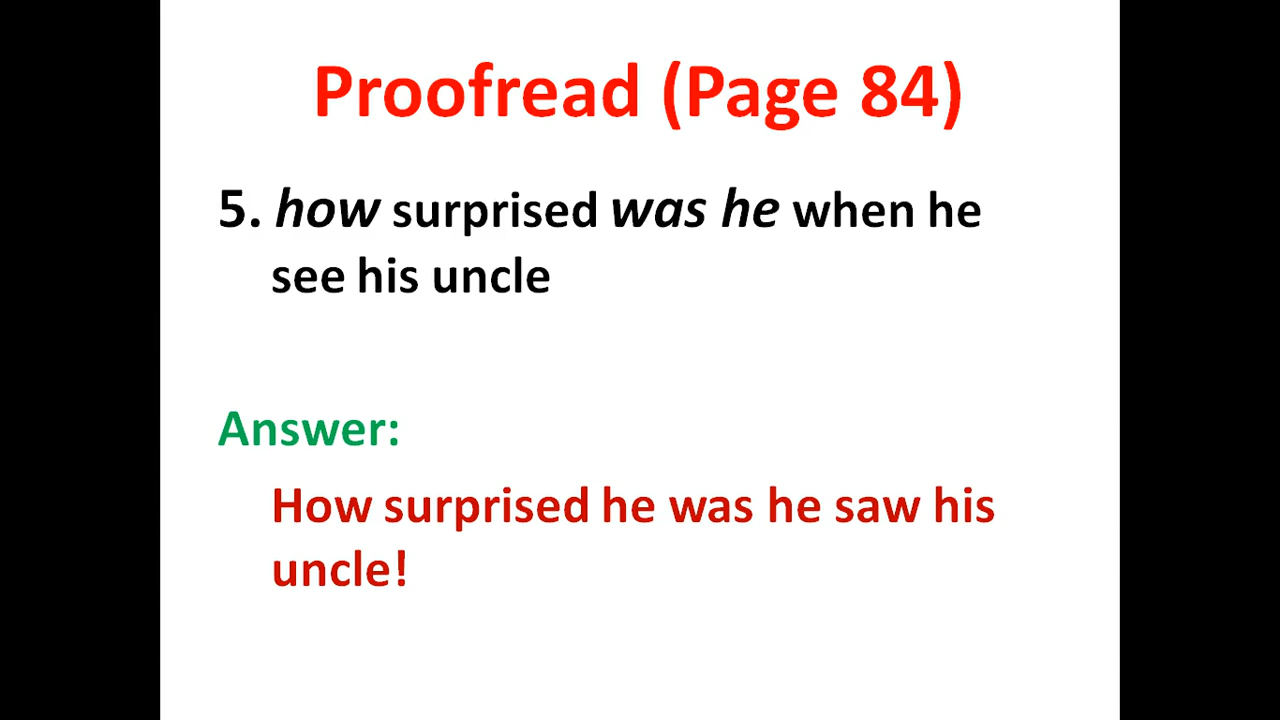 Proofread (Page 84)
5. how surprised was he when he
see his uncle
Answer:
How surprised he was he saw his
uncle!